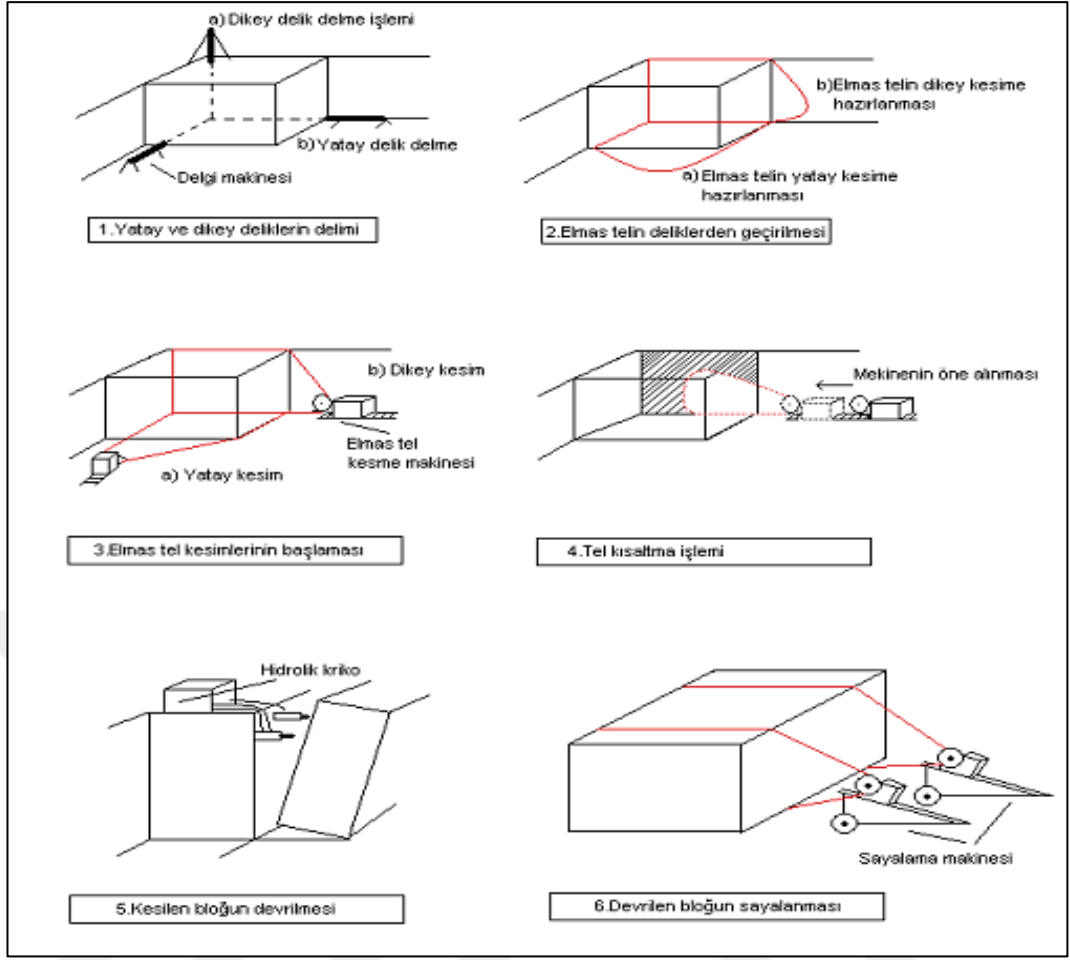 a) Dikey delik delme işlemi
b) Yatay delik delme
Delgi makinesi
1.Yatay ve dikey deliklerin delimi
b)Elmas telin dikey kesime
hazırlanması
a) Elmas telin yatay kesime
hazırlanması
2.Elmas telin deliklerden geçirilmesi
b) Dikey kesim
Elmas tel
kesme makinesi
a) Yatay kesim
3.Elmas tel kesimlerinin başlaması
Mekinenin öne alınması
4.Tel kısaltma işlemi
Hidrolik kriko
5.Kesilen bloğun devrilmesi
Sayalama makinesi
6.Devrilen bloğun sayalanması